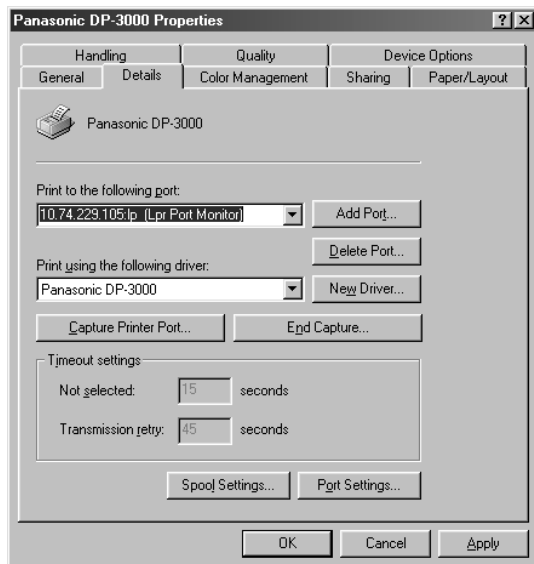 Panasonic DP-3000 Properties
Handling Quality Device Options
General Details Color Management Sharing Paper/Layout
Panasonic DP-3000
Print to the following port:
10.74.229.105:lp (Lpr Port Monitor) Add Port...
Delete Port...
Print using the following driver:
Panasonic DP-3000 New Driver...
Capture Printer Port... End Capture...
Timeout settings
Not selected: 15 seconds
Transmission retry: 45 seconds
Spool Settings... Port Settings...
OK Cancel Apply